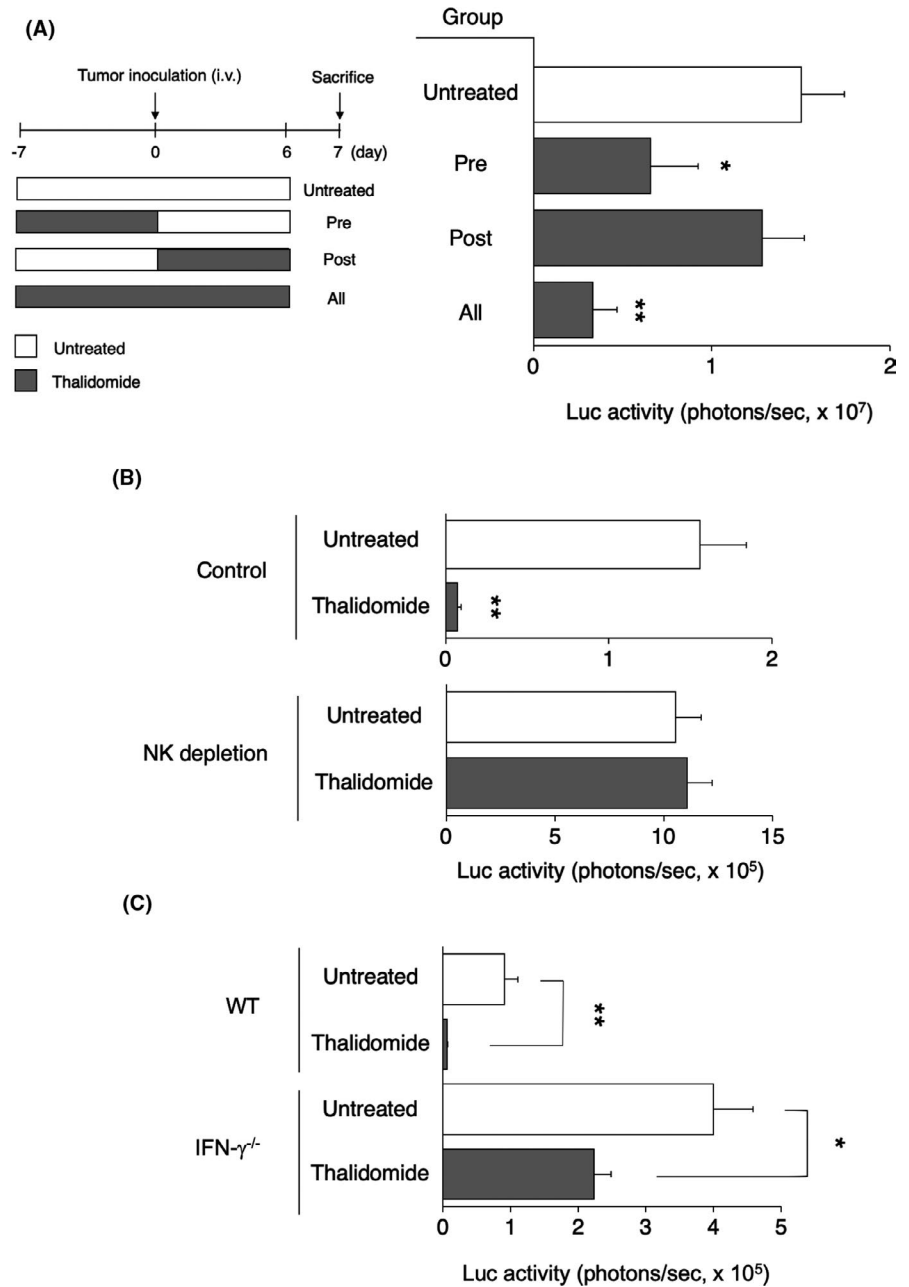 (A)
Tumor inoculation (i.v.)
Sacrifice
-7
0
6
7 (day)
Untreated
Pre
Post
All
Untreated
Thalidomide
Group
Untreated
Pre
*
Post
All
**
0
1
2
Luc activity (photons/sec, x 10⁷)
(B)
Control
Untreated
Thalidomide
**
0
1
2
NK depletion
Untreated
Thalidomide
0
5
10
15
Luc activity (photons/sec, x 10⁵)
(C)
WT
Untreated
Thalidomide
**
IFN-γ⁻/⁻
Untreated
Thalidomide
*
0
1
2
3
4
5
Luc activity (photons/sec, x 10⁵)